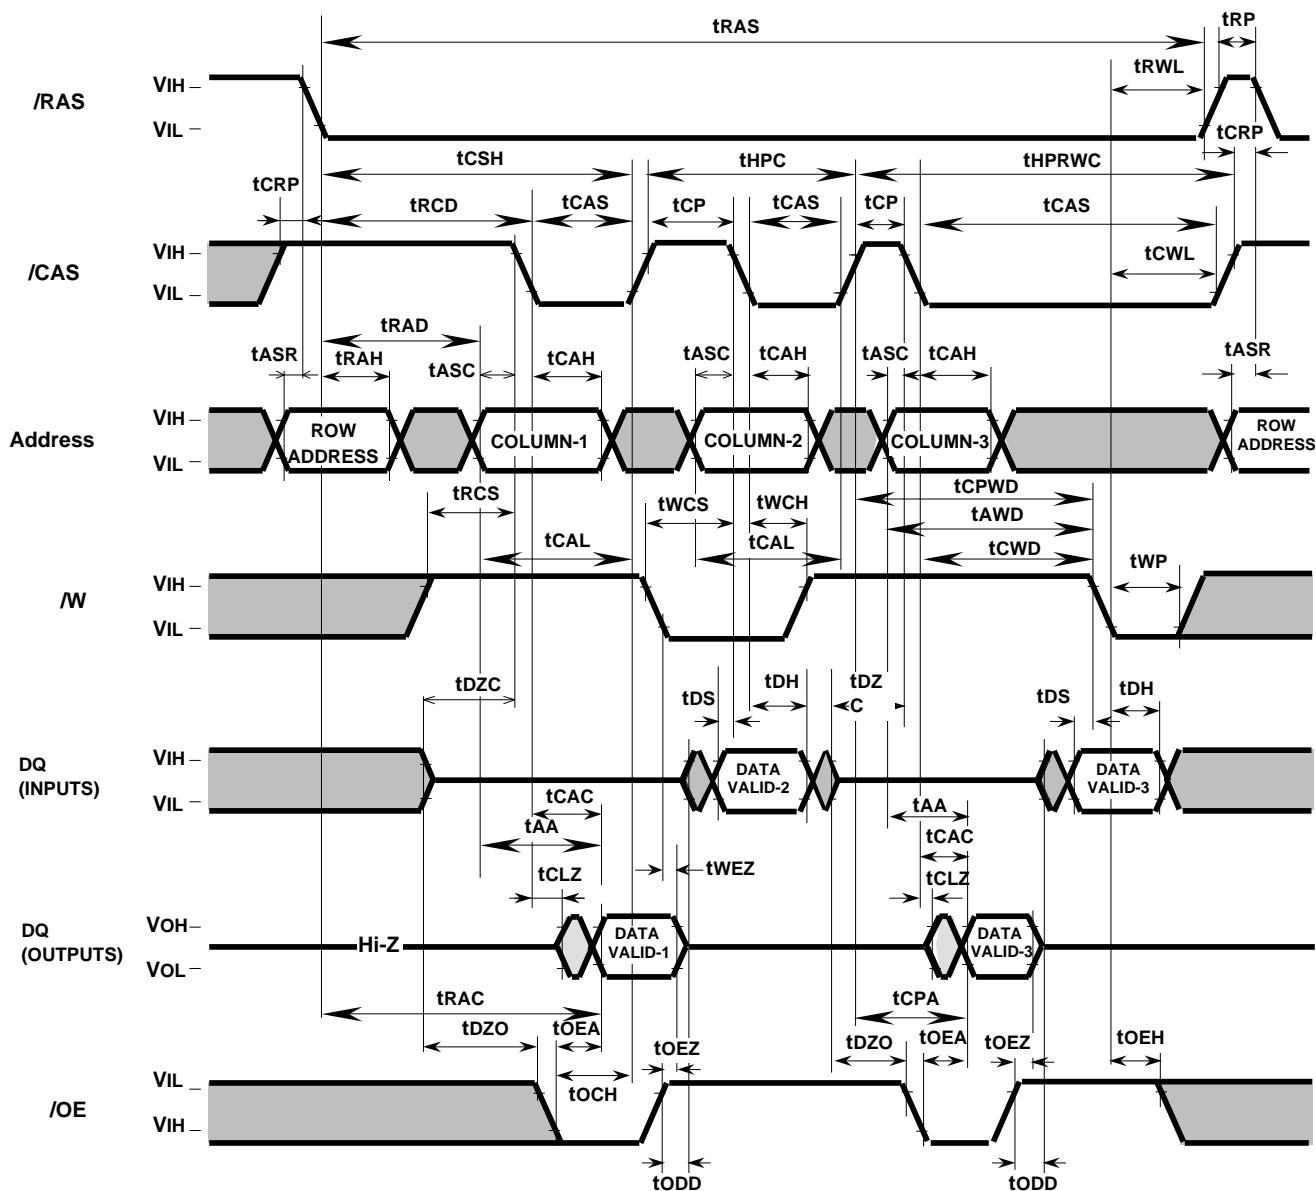 tRAS
tRP
tRWL
/RAS
VIH
VIL
tCRP
tCSH
tHPC
tHPRWC
tCRP
tRCD
tCAS
tCP
tCAS
tCP
tCAS
tCWL
/CAS
VIH
VIL
tRAD
tASR
tRAH
tASC
tCAH
tASC
tCAH
tASC
tCAH
tASR
Address
VIH
VIL
ROW
ADDRESS
COLUMN-1
COLUMN-2
COLUMN-3
ROW
ADDRESS
tRCS
tWCS
tWCH
tCPWD
tAWD
tCAL
tCAL
tCWD
tWP
/W
VIH
VIL
tDZC
tDS
tDH
tDZ
C
tDS
tDH
DQ
(INPUTS)
VIH
VIL
DATA
VALID-2
DATA
VALID-3
tCAC
tAA
tWEZ
tCLZ
tAA
tCAC
tCLZ
DQ
(OUTPUTS)
VOH
VOL
Hi-Z
DATA
VALID-1
DATA
VALID-3
tRAC
tCPA
tDZO
tOEA
tOEZ
tDZO
tOEA
tOEZ
tOEH
tOCH
/OE
VIL
VIH
tODD
tODD